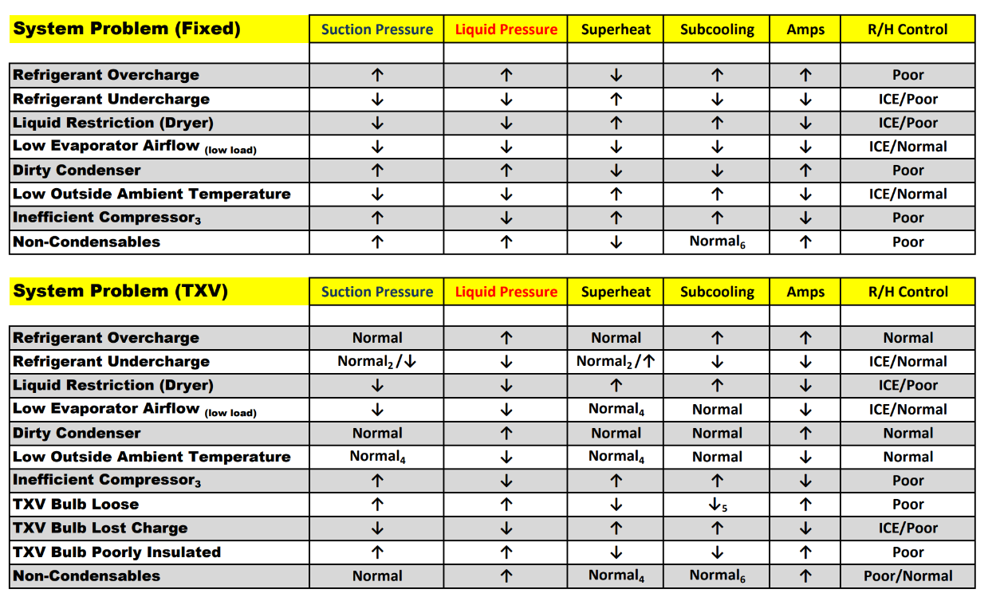 System Problem (Fixed) Suction Pressure Liquid Pressure Superheat Subcooling Amps R/H Control
Refrigerant Overcharge ↑ ↑ ↓ ↑ ↑ Poor
Refrigerant Undercharge ↓ ↓ ↑ ↓ ↓ ICE/Poor
Liquid Restriction (Dryer) ↓ ↓ ↑ ↑ ↓ ICE/Poor
Low Evaporator Airflow (low load) ↓ ↓ ↓ ↓ ↓ ICE/Normal
Dirty Condenser ↑ ↑ ↓ ↓ ↑ Poor
Low Outside Ambient Temperature ↓ ↓ ↑ ↑ ↓ ICE/Normal
Inefficient Compressor₃ ↑ ↓ ↑ ↑ ↓ Poor
Non-Condensables ↑ ↑ ↓ Normal₆ ↑ Poor
System Problem (TXV) Suction Pressure Liquid Pressure Superheat Subcooling Amps R/H Control
Refrigerant Overcharge Normal ↑ Normal ↑ ↑ Normal
Refrigerant Undercharge Normal₂/↓ ↓ Normal₂/↑ ↓ ↓ ICE/Normal
Liquid Restriction (Dryer) ↓ ↓ ↑ ↑ ↓ ICE/Poor
Low Evaporator Airflow (low load) ↓ ↓ Normal₄ Normal ↓ ICE/Normal
Dirty Condenser Normal ↑ Normal Normal ↑ Normal
Low Outside Ambient Temperature Normal₄ ↓ Normal₄ Normal ↓ Normal
Inefficient Compressor₃ ↑ ↓ ↑ ↑ ↓ Poor
TXV Bulb Loose ↑ ↑ ↓ ↓₅ ↑ Poor
TXV Bulb Lost Charge ↓ ↓ ↑ ↑ ↓ ICE/Poor
TXV Bulb Poorly Insulated ↑ ↑ ↓ ↓ ↑ Poor
Non-Condensables Normal ↑ Normal₄ Normal₆ ↑ Poor/Normal